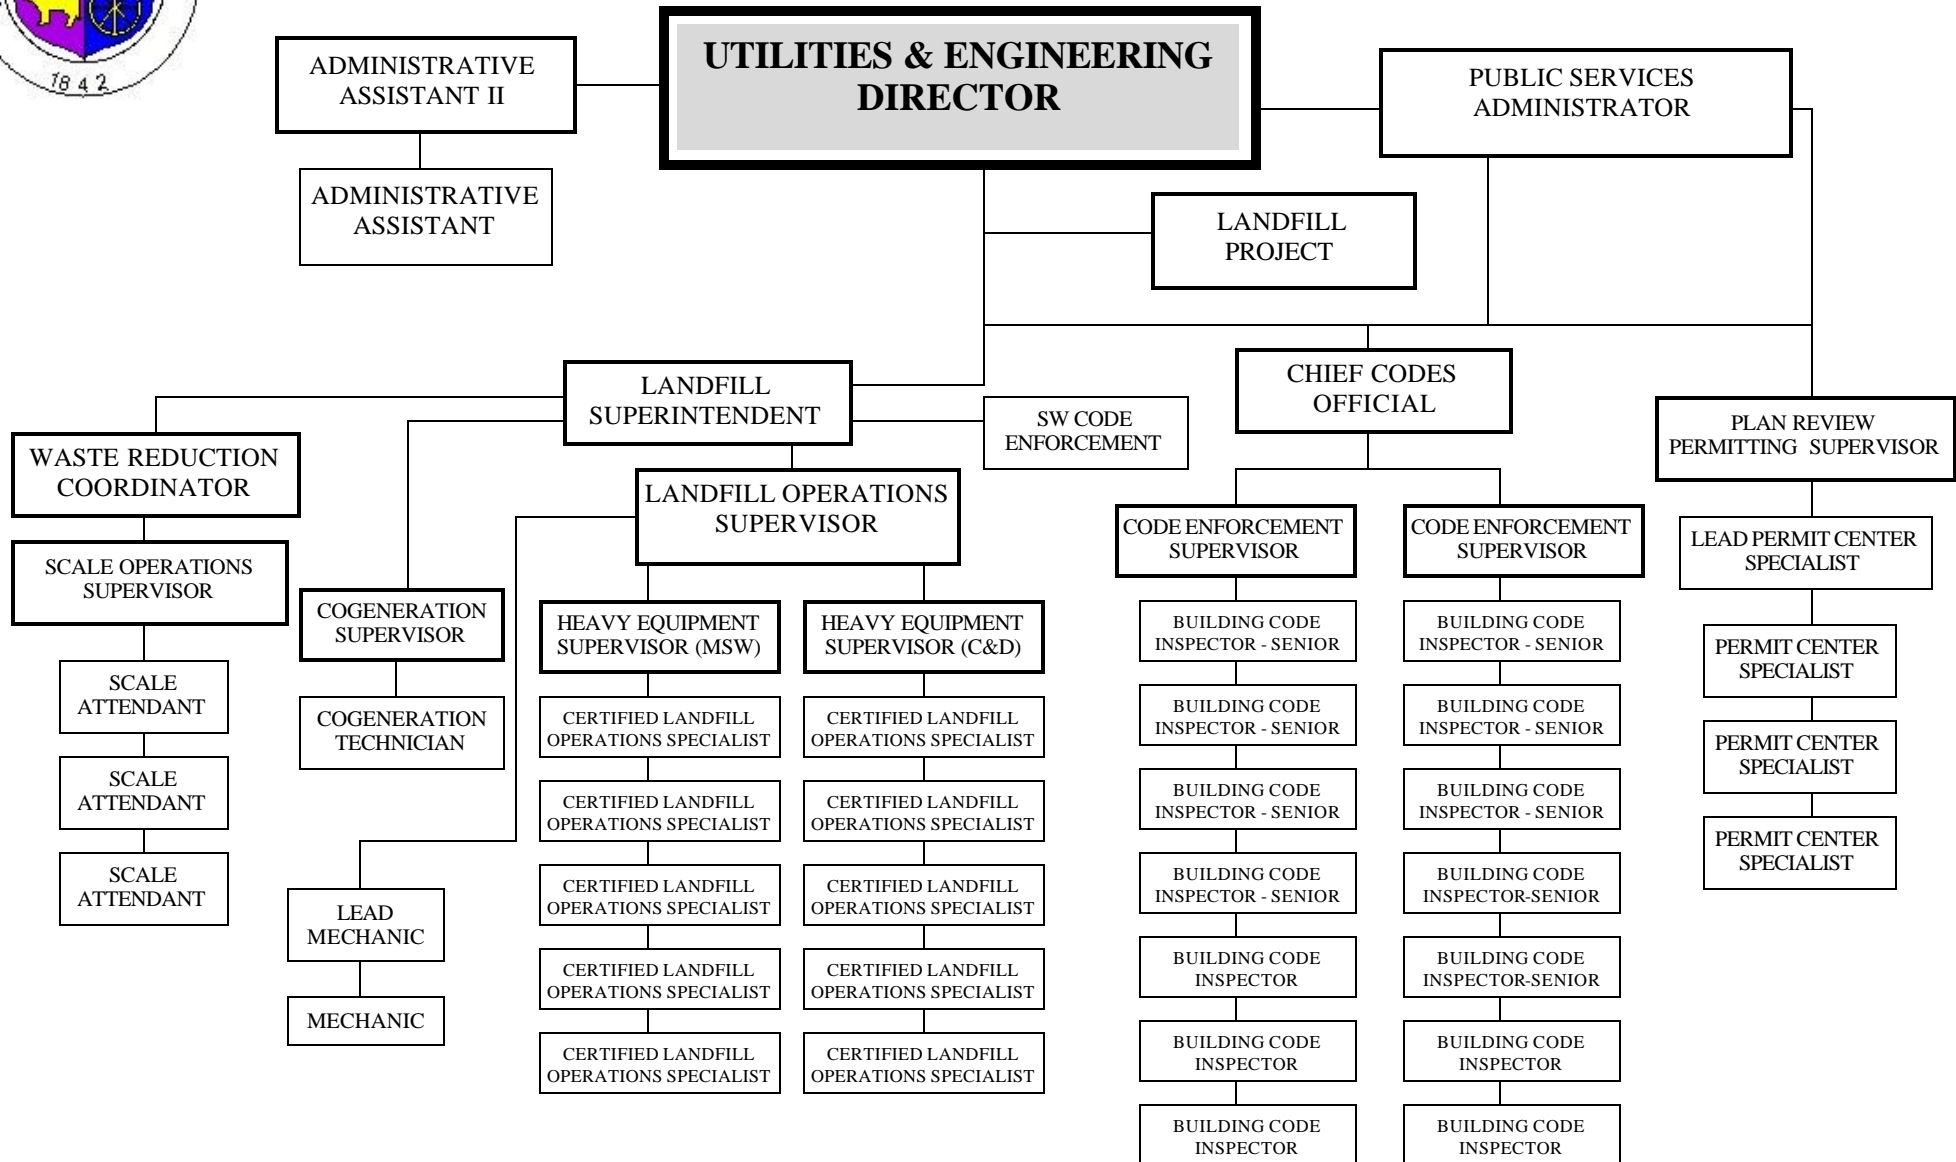 1842
ADMINISTRATIVE
ASSISTANT II
UTILITIES & ENGINEERING
DIRECTOR
PUBLIC SERVICES
ADMINISTRATOR
ADMINISTRATIVE
ASSISTANT
LANDFILL
PROJECT
LANDFILL
SUPERINTENDENT
SW CODE
ENFORCEMENT
CHIEF CODES
OFFICIAL
PLAN REVIEW
PERMITTING SUPERVISOR
WASTE REDUCTION
COORDINATOR
SCALE OPERATIONS
SUPERVISOR
SCALE
ATTENDANT
SCALE
ATTENDANT
SCALE
ATTENDANT
COGENERATION
SUPERVISOR
COGENERATION
TECHNICIAN
LANDFILL OPERATIONS
SUPERVISOR
LEAD
MECHANIC
MECHANIC
HEAVY EQUIPMENT
SUPERVISOR (MSW)
CERTIFIED LANDFILL
OPERATIONS SPECIALIST
CERTIFIED LANDFILL
OPERATIONS SPECIALIST
CERTIFIED LANDFILL
OPERATIONS SPECIALIST
CERTIFIED LANDFILL
OPERATIONS SPECIALIST
CERTIFIED LANDFILL
OPERATIONS SPECIALIST
HEAVY EQUIPMENT
SUPERVISOR (C&D)
CERTIFIED LANDFILL
OPERATIONS SPECIALIST
CERTIFIED LANDFILL
OPERATIONS SPECIALIST
CERTIFIED LANDFILL
OPERATIONS SPECIALIST
CERTIFIED LANDFILL
OPERATIONS SPECIALIST
CERTIFIED LANDFILL
OPERATIONS SPECIALIST
CODE ENFORCEMENT
SUPERVISOR
BUILDING CODE
INSPECTOR - SENIOR
BUILDING CODE
INSPECTOR - SENIOR
BUILDING CODE
INSPECTOR - SENIOR
BUILDING CODE
INSPECTOR - SENIOR
BUILDING CODE
INSPECTOR
BUILDING CODE
INSPECTOR
BUILDING CODE
INSPECTOR
CODE ENFORCEMENT
SUPERVISOR
BUILDING CODE
INSPECTOR - SENIOR
BUILDING CODE
INSPECTOR - SENIOR
BUILDING CODE
INSPECTOR - SENIOR
BUILDING CODE
INSPECTOR-SENIOR
BUILDING CODE
INSPECTOR-SENIOR
BUILDING CODE
INSPECTOR
BUILDING CODE
INSPECTOR
LEAD PERMIT CENTER
SPECIALIST
PERMIT CENTER
SPECIALIST
PERMIT CENTER
SPECIALIST
PERMIT CENTER
SPECIALIST